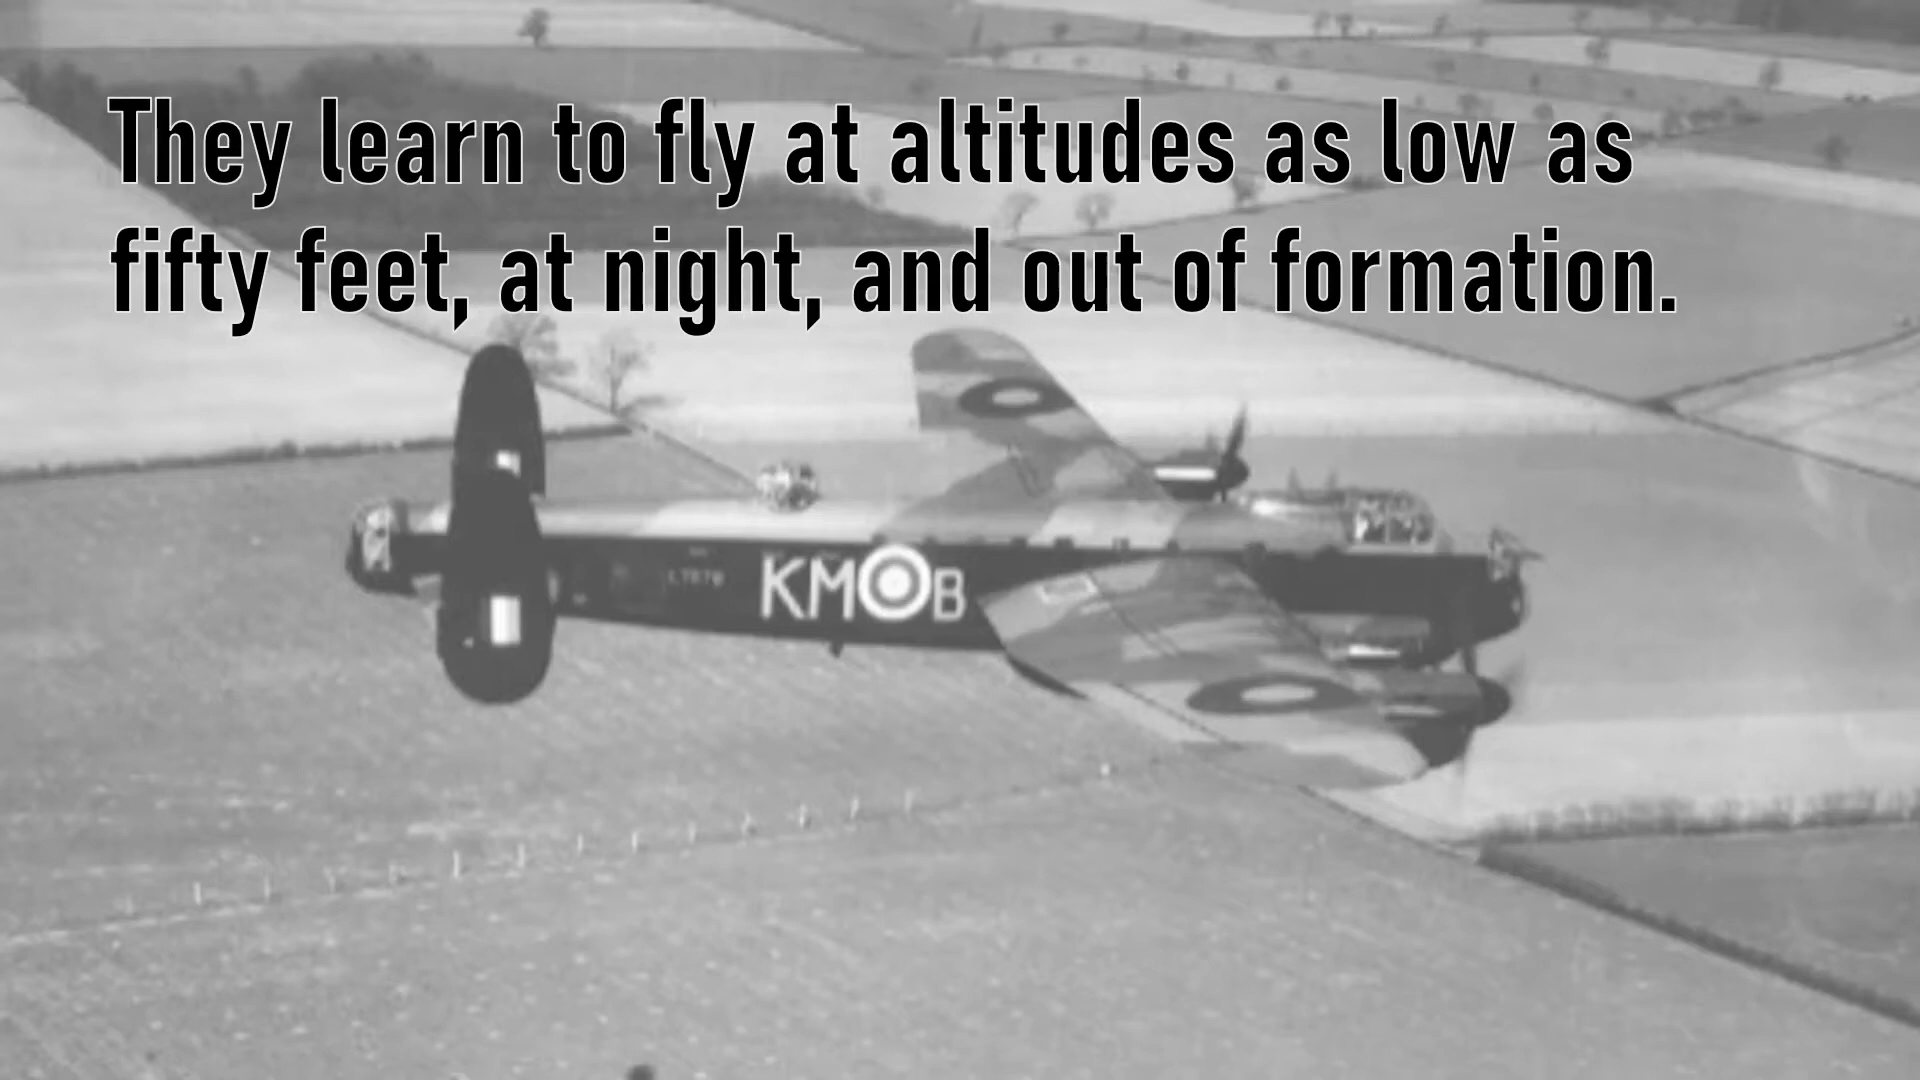 They learn to fly at altitudes as low as
fifty feet, at night, and out of formation.
KM B